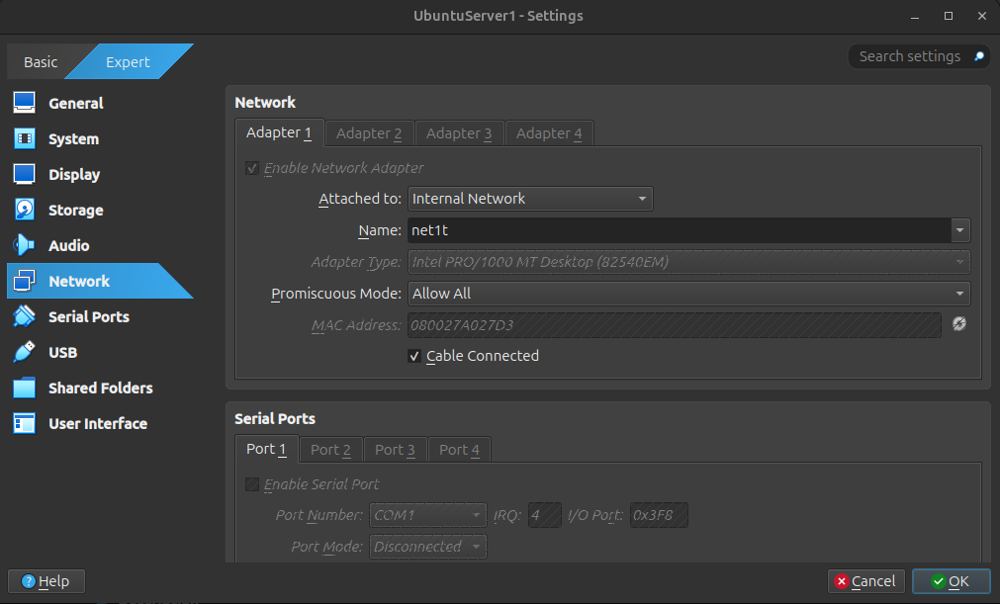 UbuntuServer1 - Settings
Basic Expert Search settings
General
System
Display
Storage
Audio
Network
Serial Ports
USB
Shared Folders
User Interface
Network
Adapter 1 Adapter 2 Adapter 3 Adapter 4
Enable Network Adapter
Attached to: Internal Network
Name: net1t
Adapter Type: Intel PRO/1000 MT Desktop (82540EM)
Promiscuous Mode: Allow All
MAC Address: 080027A027D3
Cable Connected
Serial Ports
Port 1 Port 2 Port 3 Port 4
Enable Serial Port
Port Number: COM1 IRQ: 4 I/O Port: 0x3F8
Port Mode: Disconnected
Help Cancel OK